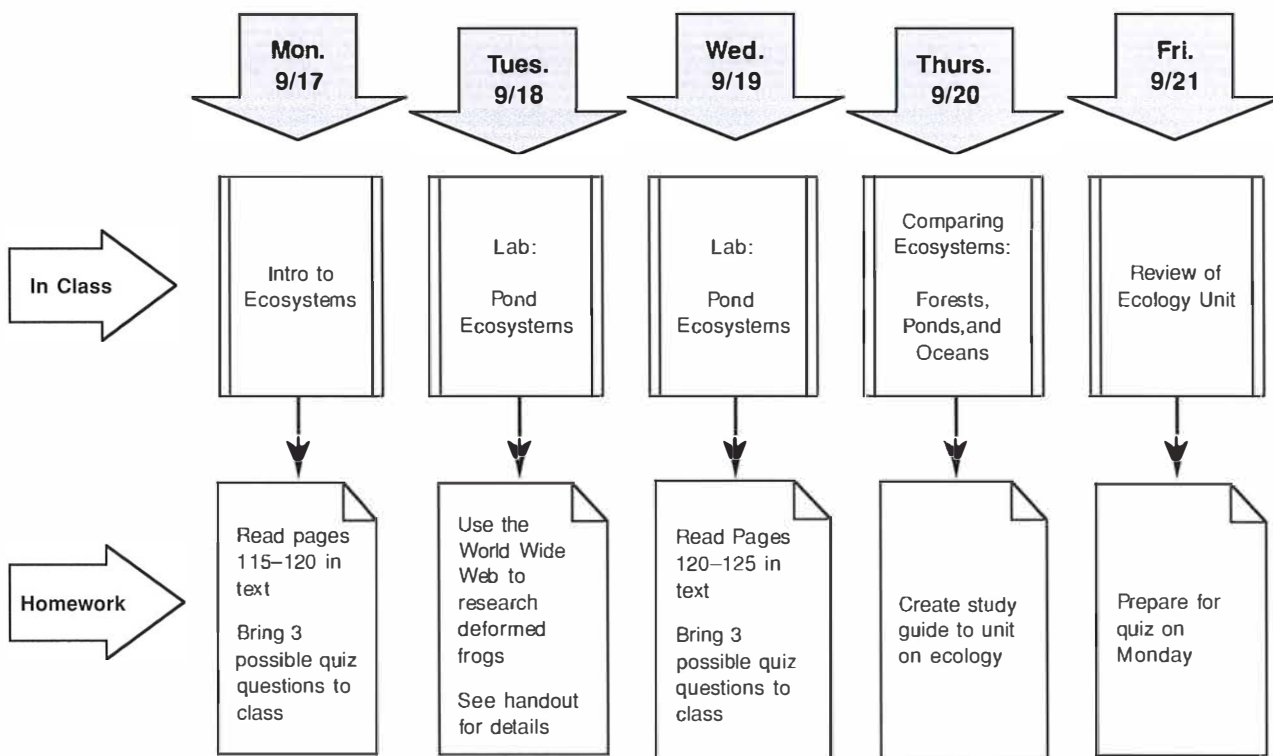 Mon.
9/17
Tues.
9/18
Wed.
9/19
Thurs.
9/20
Fri.
9/21
In Class
Intro to
Ecosystems
Lab:
Pond
Ecosystems
Lab:
Pond
Ecosystems
Comparing
Ecosystems:
Forests,
Ponds,and
Oceans
Review of
Ecology Unit
Homework
Read pages
115–120 in
text
Bring 3
possible quiz
questions to
class
Use the
World Wide
Web to
research
deformed
frogs
See handout
for details
Read Pages
120–125 in
text
Bring 3
possible quiz
questions to
class
Create study
guide to unit
on ecology
Prepare for
quiz on
Monday